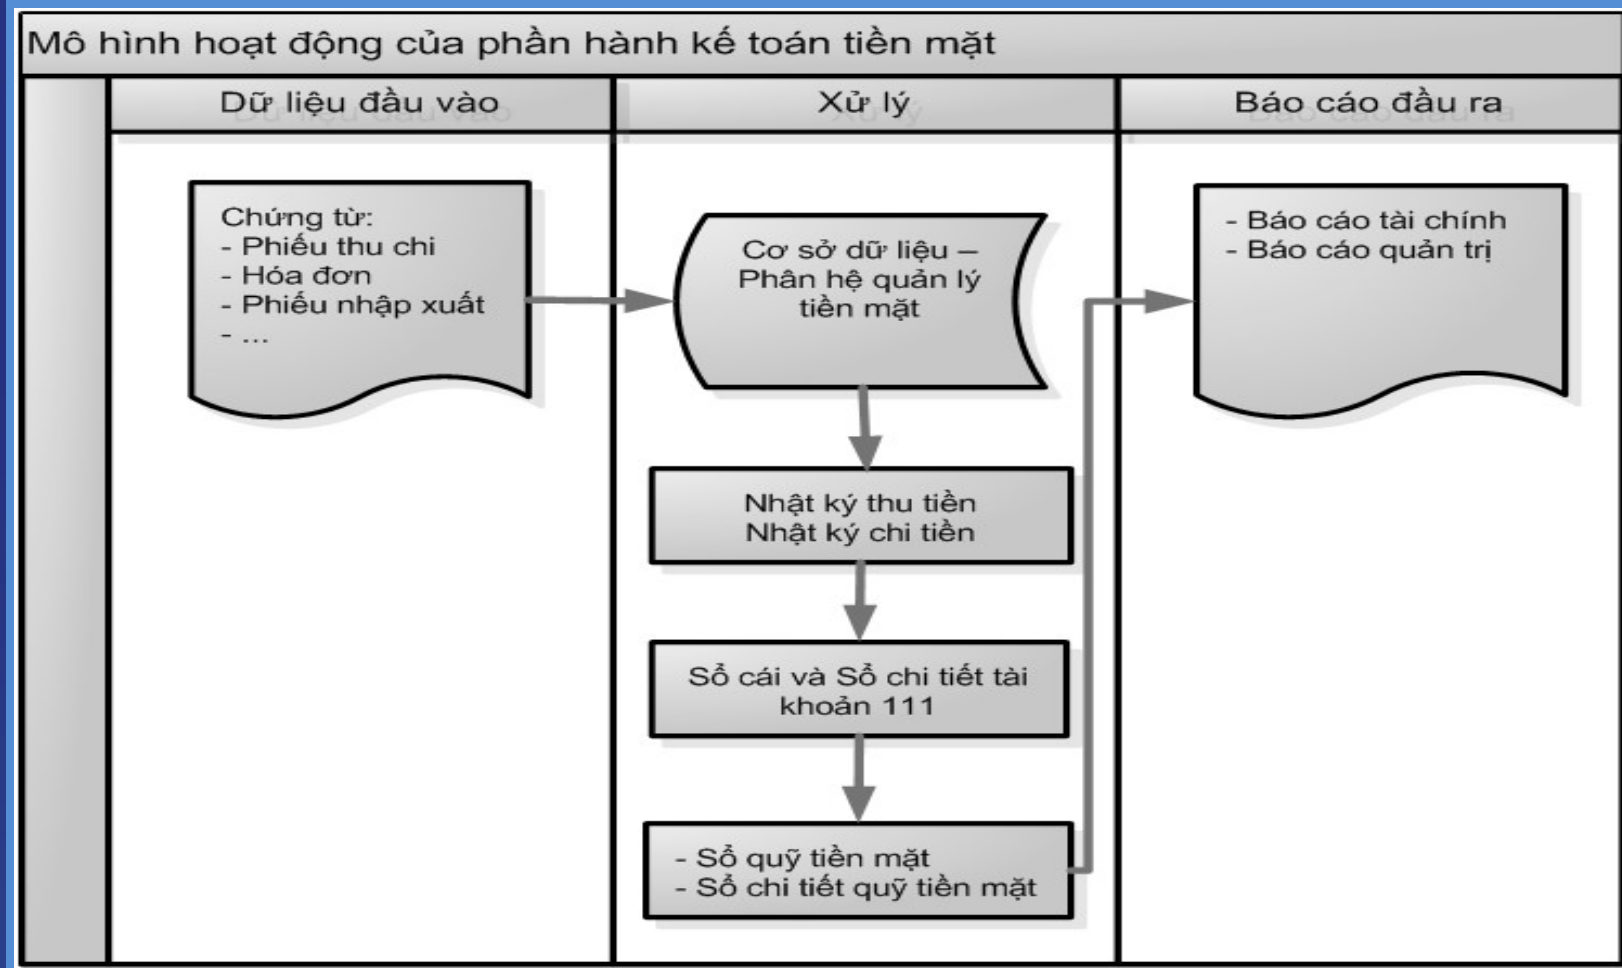 Mô hình hoạt động của phần hành kế toán tiền mặt
Dữ liệu đầu vào
Xử lý
Báo cáo đầu ra
Chứng từ:
- Phiếu thu chi
- Hóa đơn
- Phiếu nhập xuất
- ...
Cơ sở dữ liệu –
Phân hệ quản lý
tiền mặt
Nhật ký thu tiền
Nhật ký chi tiền
Sổ cái và Sổ chi tiết tài
khoản 111
- Sổ quỹ tiền mặt
- Sổ chi tiết quỹ tiền mặt
- Báo cáo tài chính
- Báo cáo quản trị